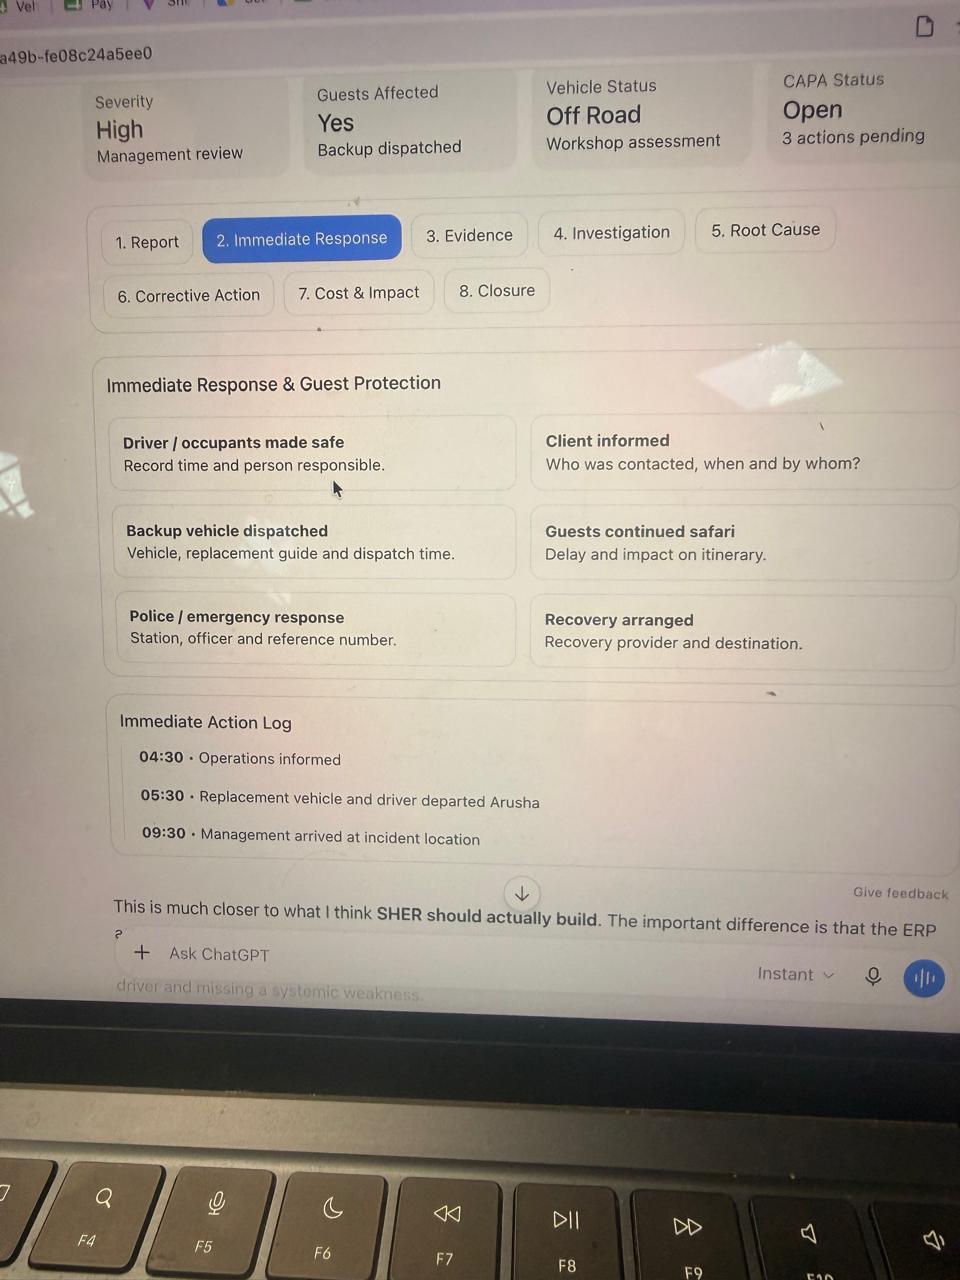 Vel
Pay
a49b-fe08c24a5ee0
Severity
High
Management review
Guests Affected
Yes
Backup dispatched
Vehicle Status
Off Road
Workshop assessment
CAPA Status
Open
3 actions pending
1. Report
2. Immediate Response
3. Evidence
4. Investigation
5. Root Cause
6. Corrective Action
7. Cost & Impact
8. Closure
Immediate Response & Guest Protection
Driver / occupants made safe
Record time and person responsible.
Client informed
Who was contacted, when and by whom?
Backup vehicle dispatched
Vehicle, replacement guide and dispatch time.
Guests continued safari
Delay and impact on itinerary.
Police / emergency response
Station, officer and reference number.
Recovery arranged
Recovery provider and destination.
Immediate Action Log
04:30 • Operations informed
05:30 • Replacement vehicle and driver departed Arusha
09:30 • Management arrived at incident location
Give feedback
This is much closer to what I think SHER should actually build. The important difference is that the ERP
Ask ChatGPT
Instant
driver and missing a systemic weakness.
F4
F5
F6
F7
F8
F9
F10